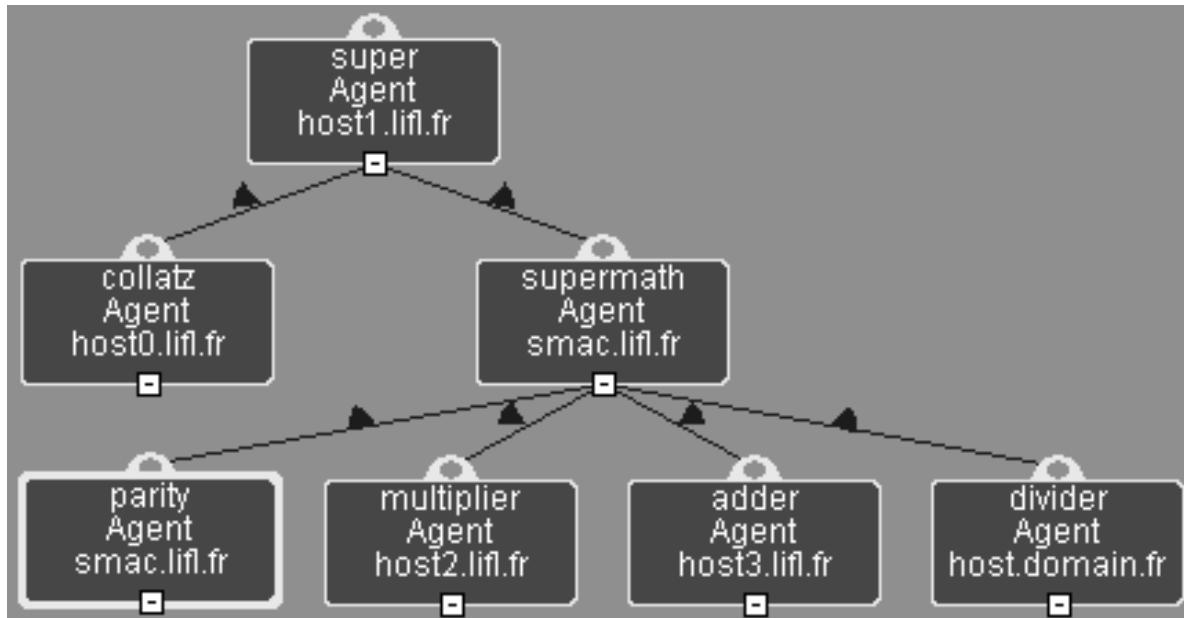 super
Agent
host1.lifl.fr
-
collatz
Agent
host0.lifl.fr
-
supermath
Agent
smac.lifl.fr
-
parity
Agent
smac.lifl.fr
-
multiplier
Agent
host2.lifl.fr
-
adder
Agent
host3.lifl.fr
-
divider
Agent
host.domain.fr
-